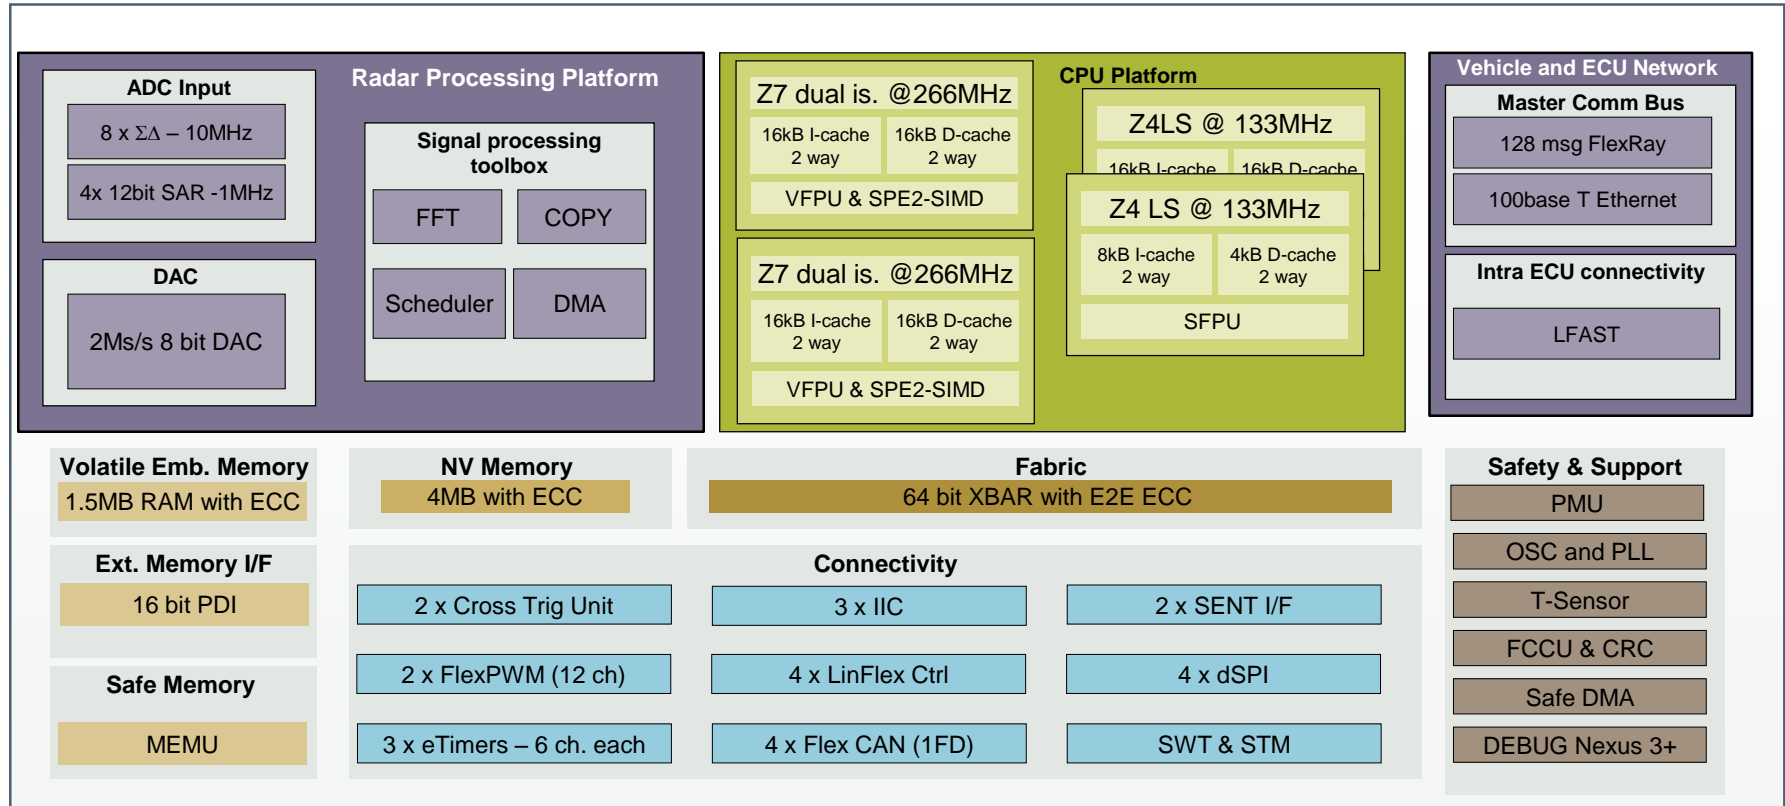 Radar Processing Platform
ADC Input
8 x ΣΔ – 10MHz
4x 12bit SAR -1MHz
DAC
2Ms/s 8 bit DAC
Signal processing
toolbox
FFT
COPY
Scheduler
DMA
CPU Platform
Z7 dual is. @266MHz
16kB I-cache
2 way
16kB D-cache
2 way
VFPU & SPE2-SIMD
Z7 dual is. @266MHz
16kB I-cache
2 way
16kB D-cache
2 way
VFPU & SPE2-SIMD
Z4LS @ 133MHz
16kB I-cache
16kB D-cache
Z4 LS @ 133MHz
8kB I-cache
2 way
4kB D-cache
2 way
SFPU
Vehicle and ECU Network
Master Comm Bus
128 msg FlexRay
100base T Ethernet
Intra ECU connectivity
LFAST
Volatile Emb. Memory
1.5MB RAM with ECC
NV Memory
4MB with ECC
Fabric
64 bit XBAR with E2E ECC
Ext. Memory I/F
16 bit PDI
Safe Memory
MEMU
Connectivity
2 x Cross Trig Unit
3 x IIC
2 x SENT I/F
2 x FlexPWM (12 ch)
4 x LinFlex Ctrl
4 x dSPI
3 x eTimers – 6 ch. each
4 x Flex CAN (1FD)
SWT & STM
Safety & Support
PMU
OSC and PLL
T-Sensor
FCCU & CRC
Safe DMA
DEBUG Nexus 3+